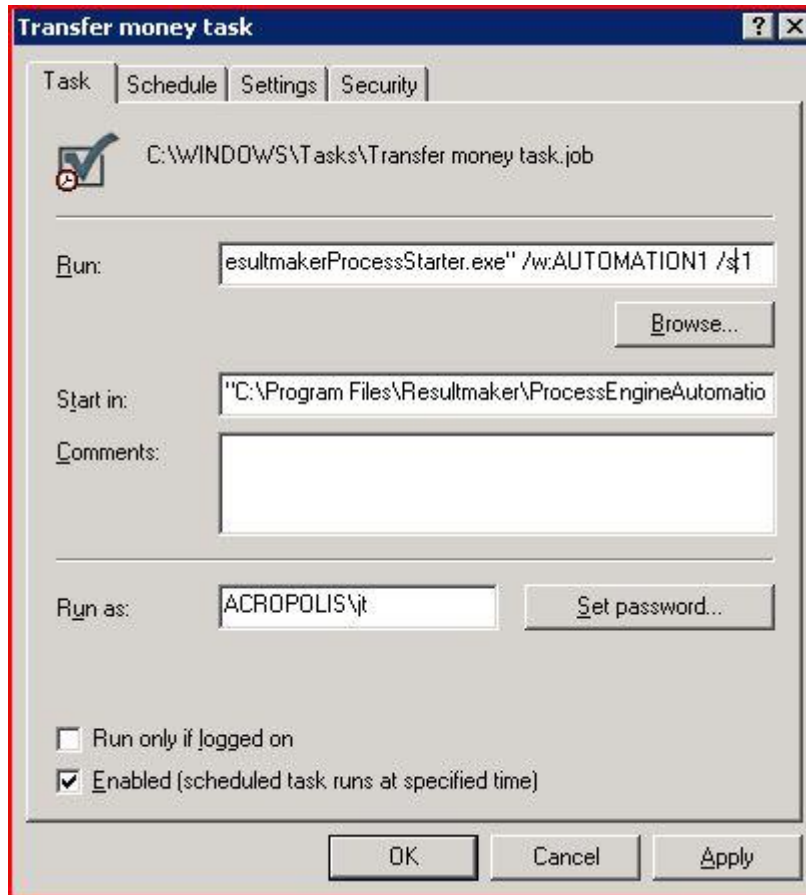 Transfer money task
Task Schedule Settings Security
C:\WINDOWS\Tasks\Transfer money task.job
Run: esultmakerProcessStarter.exe" /w:AUTOMATION1 /s:1
Browse...
Start in: "C:\Program Files\Resultmaker\ProcessEngineAutomatio
Comments:
Run as: ACROPOLIS\jt Set password...
Run only if logged on
Enabled (scheduled task runs at specified time)
OK Cancel Apply